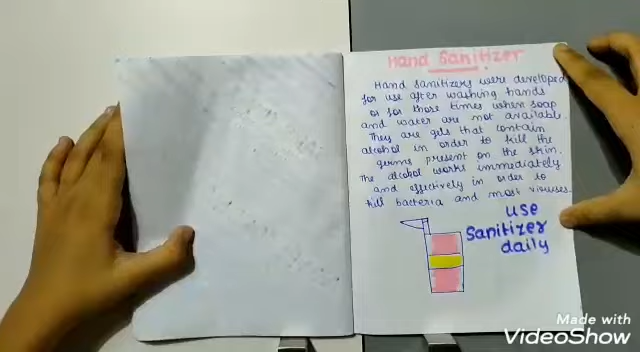 Hand Sanitizer
Hand sanitizers were developed
for use after washing hands
or for those times when soap
and water are not available.
They are gels that contain
alcohol in order to kill the
germs present on the skin.
The alcohol works immediately
and effectively in order to
kill bacteria and most viruses.
use
Sanitizer
daily
Made with
VideoShow